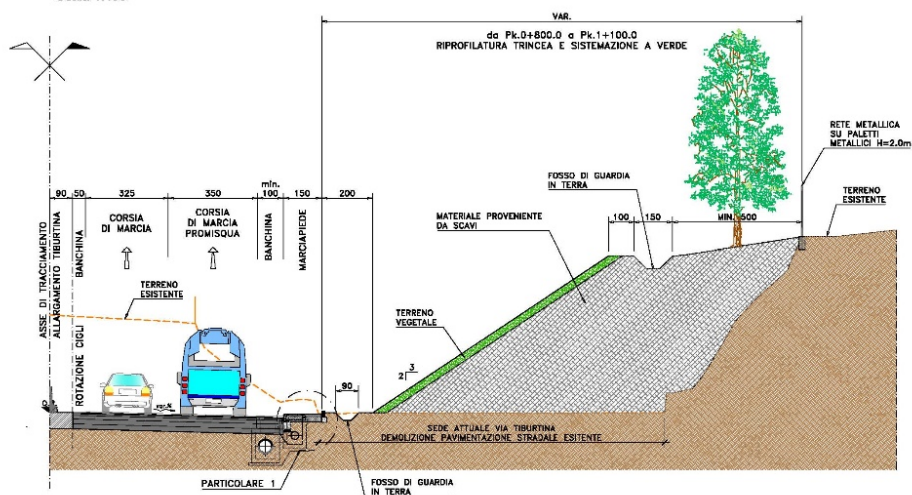 VAR.
da Pk.0+800.0 a Pk.1+100.0
RIPROFILATURA TRINCEA E SISTEMAZIONE A VERDE
RETE METALLICA
SU PALETTI
METALLICI H=2.0m
TERRENO
ESISTENTE
FOSSO DI GUARDIA
IN TERRA
MATERIALE PROVENIENTE
DA SCAVI
100
150
MIN. 500
90
50
325
350
min.
100
150
200
ASSE DI TRACCIAMENTO
ALLARGAMENTO TIBURTINA
ROTAZIONE CIGLI
BANCHINA
CORSIA
DI MARCIA
CORSIA
DI MARCIA
PROMISQUA
BANCHINA
MARCIAPIEDE
TERRENO
ESISTENTE
TERRENO
VEGETALE
3
2
90
SEDE ATTUALE VIA TIBURTINA
DEMOLIZIONE PAVIMENTAZIONE STRADALE ESITENTE
PARTICOLARE 1
FOSSO DI GUARDIA
IN TERRA